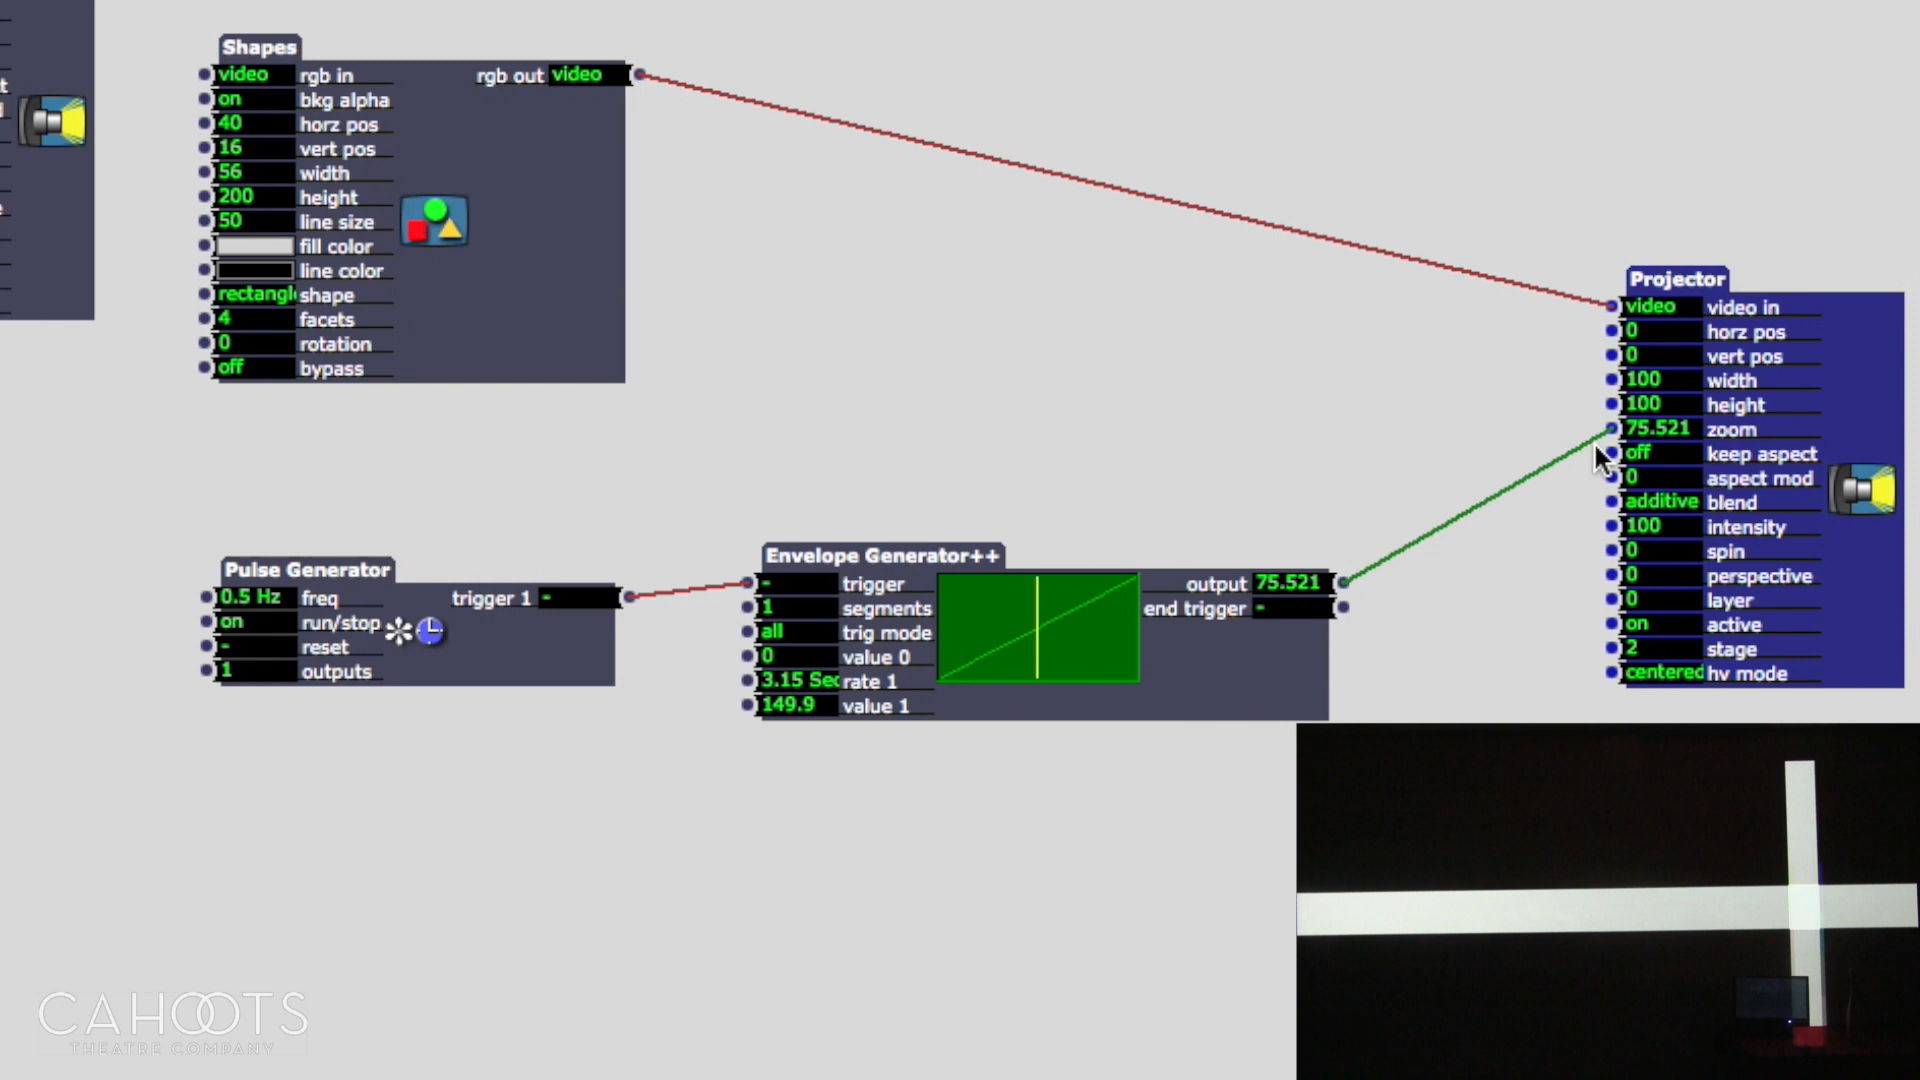 Shapes
video rgb in rgb out video
on bkg alpha
40 horz pos
16 vert pos
56 width
200 height
50 line size
fill color
line color
rectangl shape
4 facets
0 rotation
off bypass
Projector
video video in
0 horz pos
0 vert pos
100 width
100 height
75.521 zoom
off keep aspect
0 aspect mod
additive blend
100 intensity
0 spin
0 perspective
0 layer
on active
2 stage
centered hv mode
Pulse Generator
0.5 Hz freq trigger 1 -
on run/stop
- reset
1 outputs
Envelope Generator++
- trigger output 75.521
1 segments end trigger -
all trig mode
0 value 0
3.15 Sec rate 1
149.9 value 1
CAHOOTS
THEATRE COMPANY